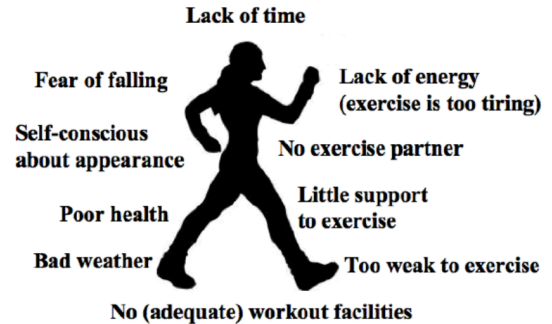 Lack of time
Fear of falling
Lack of energy
(exercise is too tiring)
Self-conscious
about appearance
No exercise partner
Little support
to exercise
Poor health
Bad weather
Too weak to exercise
No (adequate) workout facilities